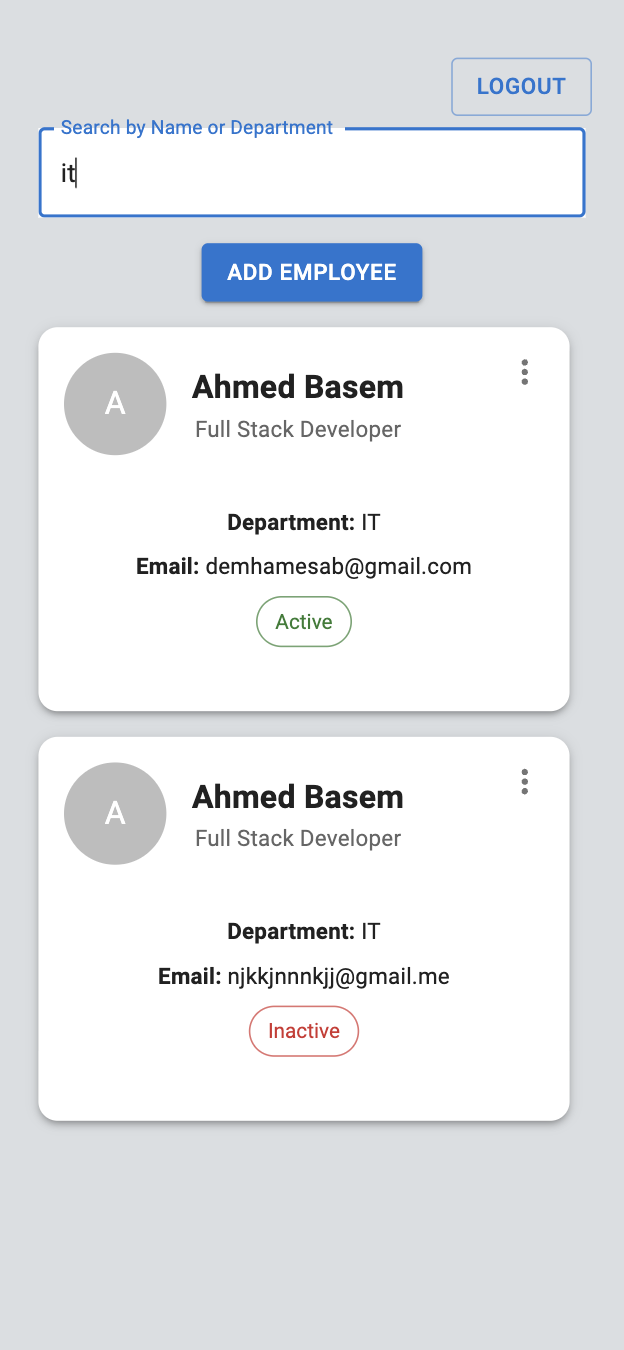 LOGOUT
Search by Name or Department
it
ADD EMPLOYEE
A
Ahmed Basem
Full Stack Developer
Department: IT
Email: demhamesab@gmail.com
Active
A
Ahmed Basem
Full Stack Developer
Department: IT
Email: njkkjnnnkjj@gmail.me
Inactive